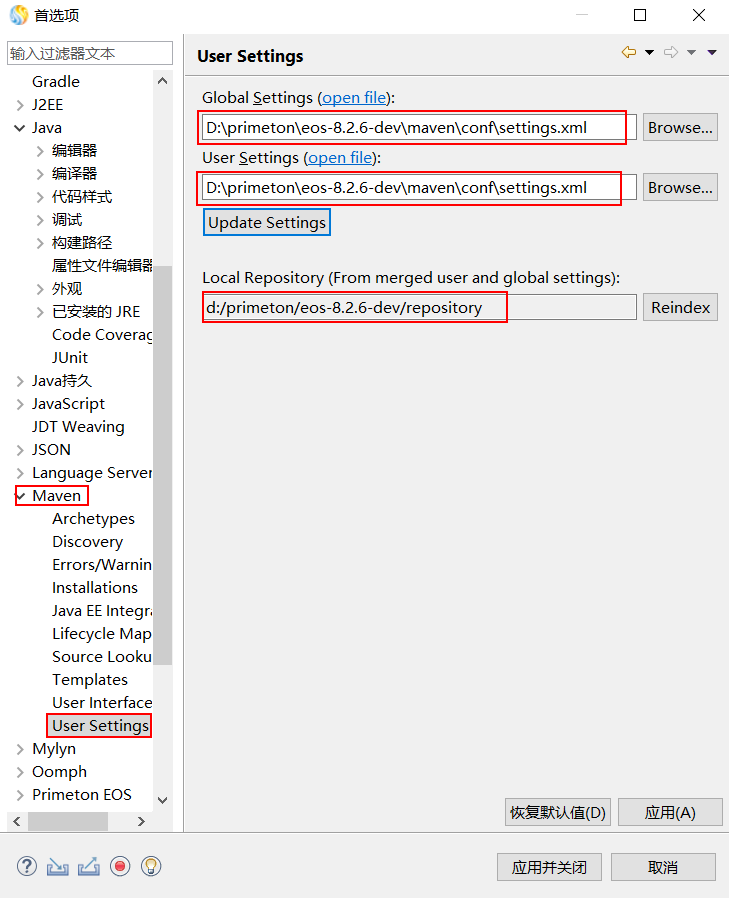 首选项
输入过滤器文本
Gradle
J2EE
Java
编辑器
编译器
代码样式
调试
构建路径
属性文件编辑器
外观
已安装的 JRE
Code Coverag
JUnit
Java持久
JavaScript
JDT Weaving
JSON
Language Server
Maven
Archetypes
Discovery
Errors/Warnin
Installations
Java EE Integra
Lifecycle Map
Source Looku
Templates
User Interface
User Settings
Mylyn
Oomph
Primeton EOS
User Settings
Global Settings (open file):
D:\primeton\eos-8.2.6-dev\maven\conf\settings.xml
Browse...
User Settings (open file):
D:\primeton\eos-8.2.6-dev\maven\conf\settings.xml
Browse...
Update Settings
Local Repository (From merged user and global settings):
d:/primeton/eos-8.2.6-dev/repository
Reindex
恢复默认值(D)
应用(A)
应用并关闭
取消